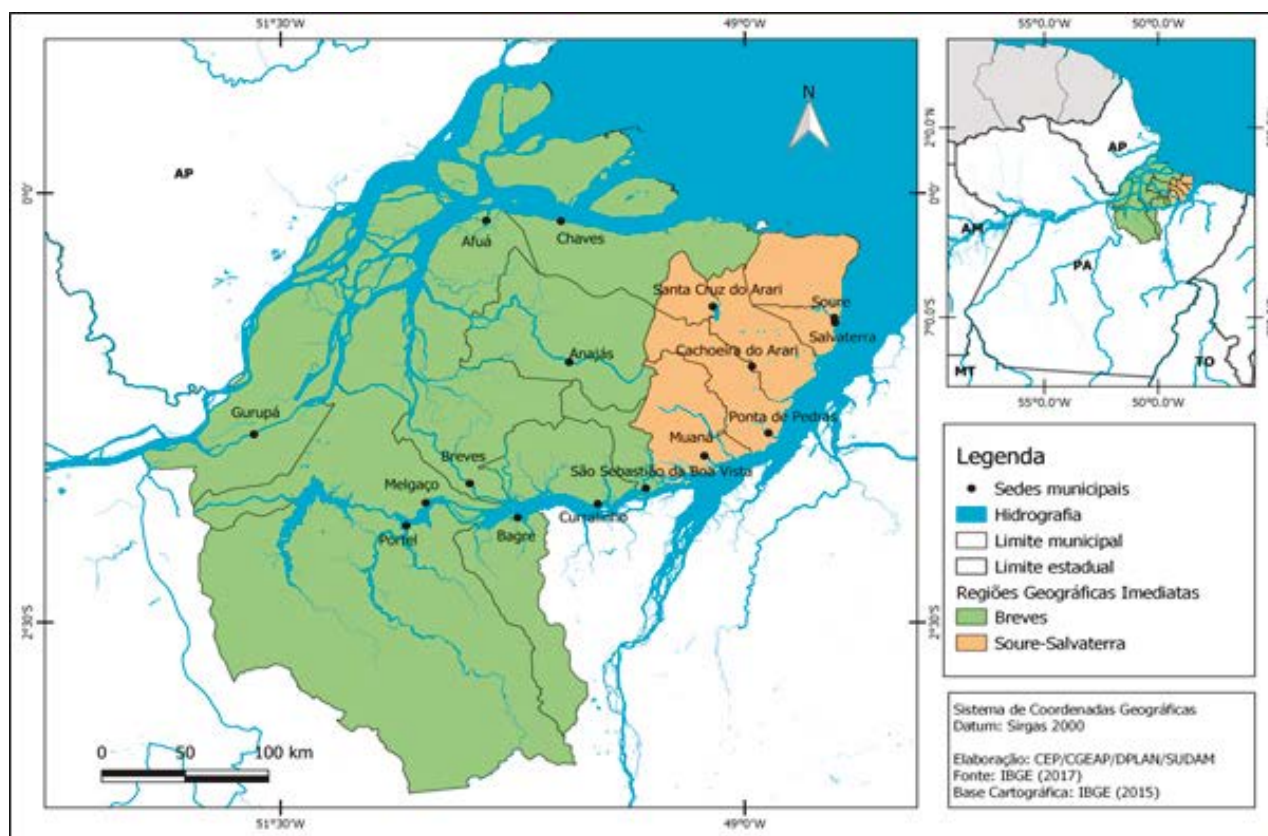 51°30'W
49°0'W
0°0'
2°30'S
N
AP
Afuá
Chaves
Santa Cruz do Arari
Soure
Salvaterra
Anajás
Cachoeira do Arari
Gurupá
Ponta de Pedras
Muaná
Breves
São Sebastião da Boa Vista
Melgaço
Curralinho
Portel
Bagre
0°0'
2°30'S
0 50 100 km
51°30'W
49°0'W
55°0.0'W 50°0.0'W
2°0.0'N
AP
0°0'
AM
PA
MT
TO
55°0.0'W 50°0.0'W
Legenda
Sedes municipais
Hidrografia
Limite municipal
Limite estadual
Regiões Geográficas Imediatas
Breves
Soure-Salvaterra
Sistema de Coordenadas Geográficas
Datum: Sirgas 2000
Elaboração: CEP/CGEAP/DPLAN/SUDAM
Fonte: IBGE (2017)
Base Cartográfica: IBGE (2015)